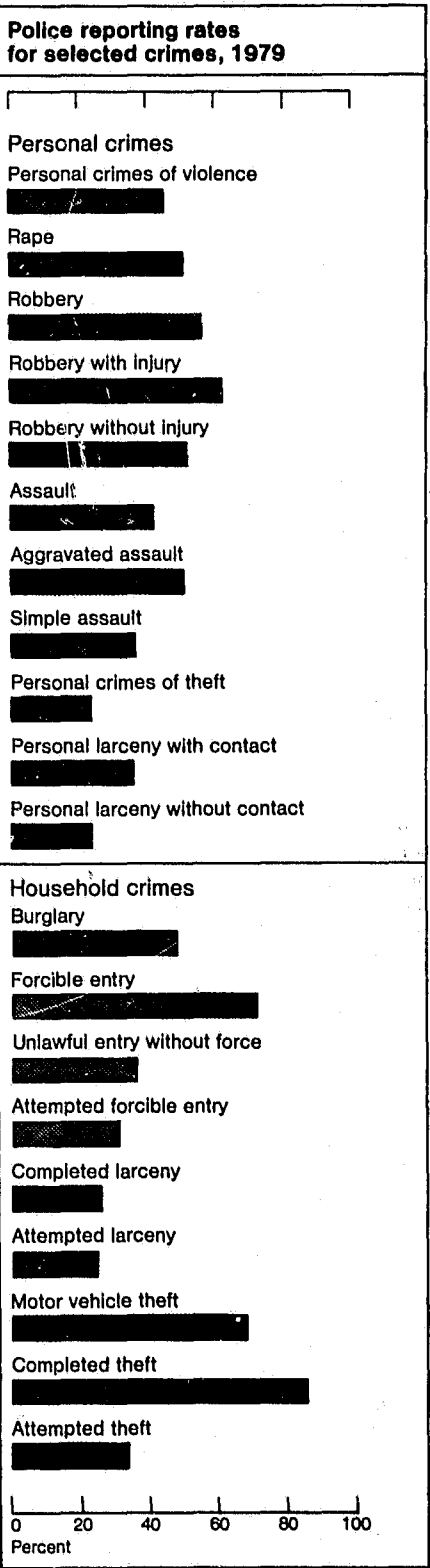 Police reporting rates
for selected crimes, 1979
Personal crimes
Personal crimes of violence
Rape
Robbery
Robbery with injury
Robbery without injury
Assault
Aggravated assault
Simple assault
Personal crimes of theft
Personal larceny with contact
Personal larceny without contact
Household crimes
Burglary
Forcible entry
Unlawful entry without force
Attempted forcible entry
Completed larceny
Attempted larceny
Motor vehicle theft
Completed theft
Attempted theft
0 20 40 60 80 100
Percent